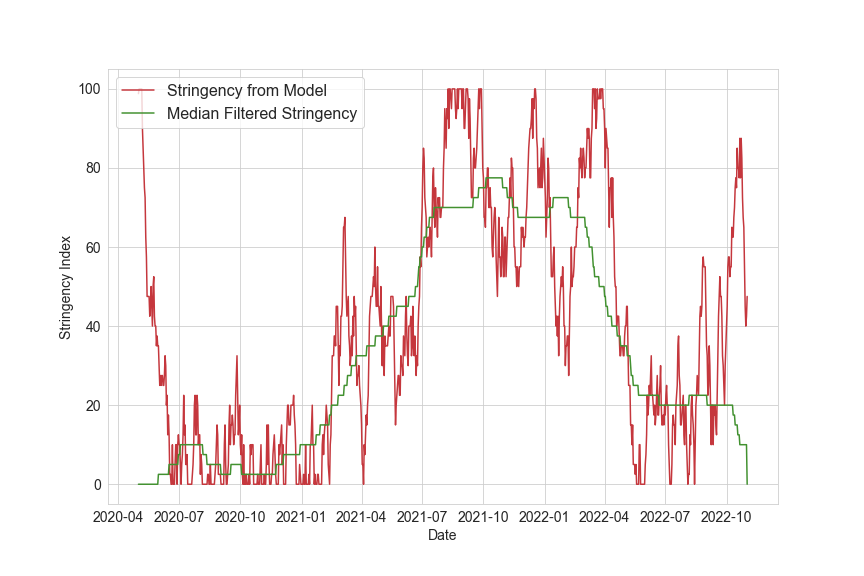 Stringency from Model
Median Filtered Stringency
100
80
60
40
20
0
Stringency Index
2020-04 2020-07 2020-10 2021-01 2021-04 2021-07 2021-10 2022-01 2022-04 2022-07 2022-10
Date